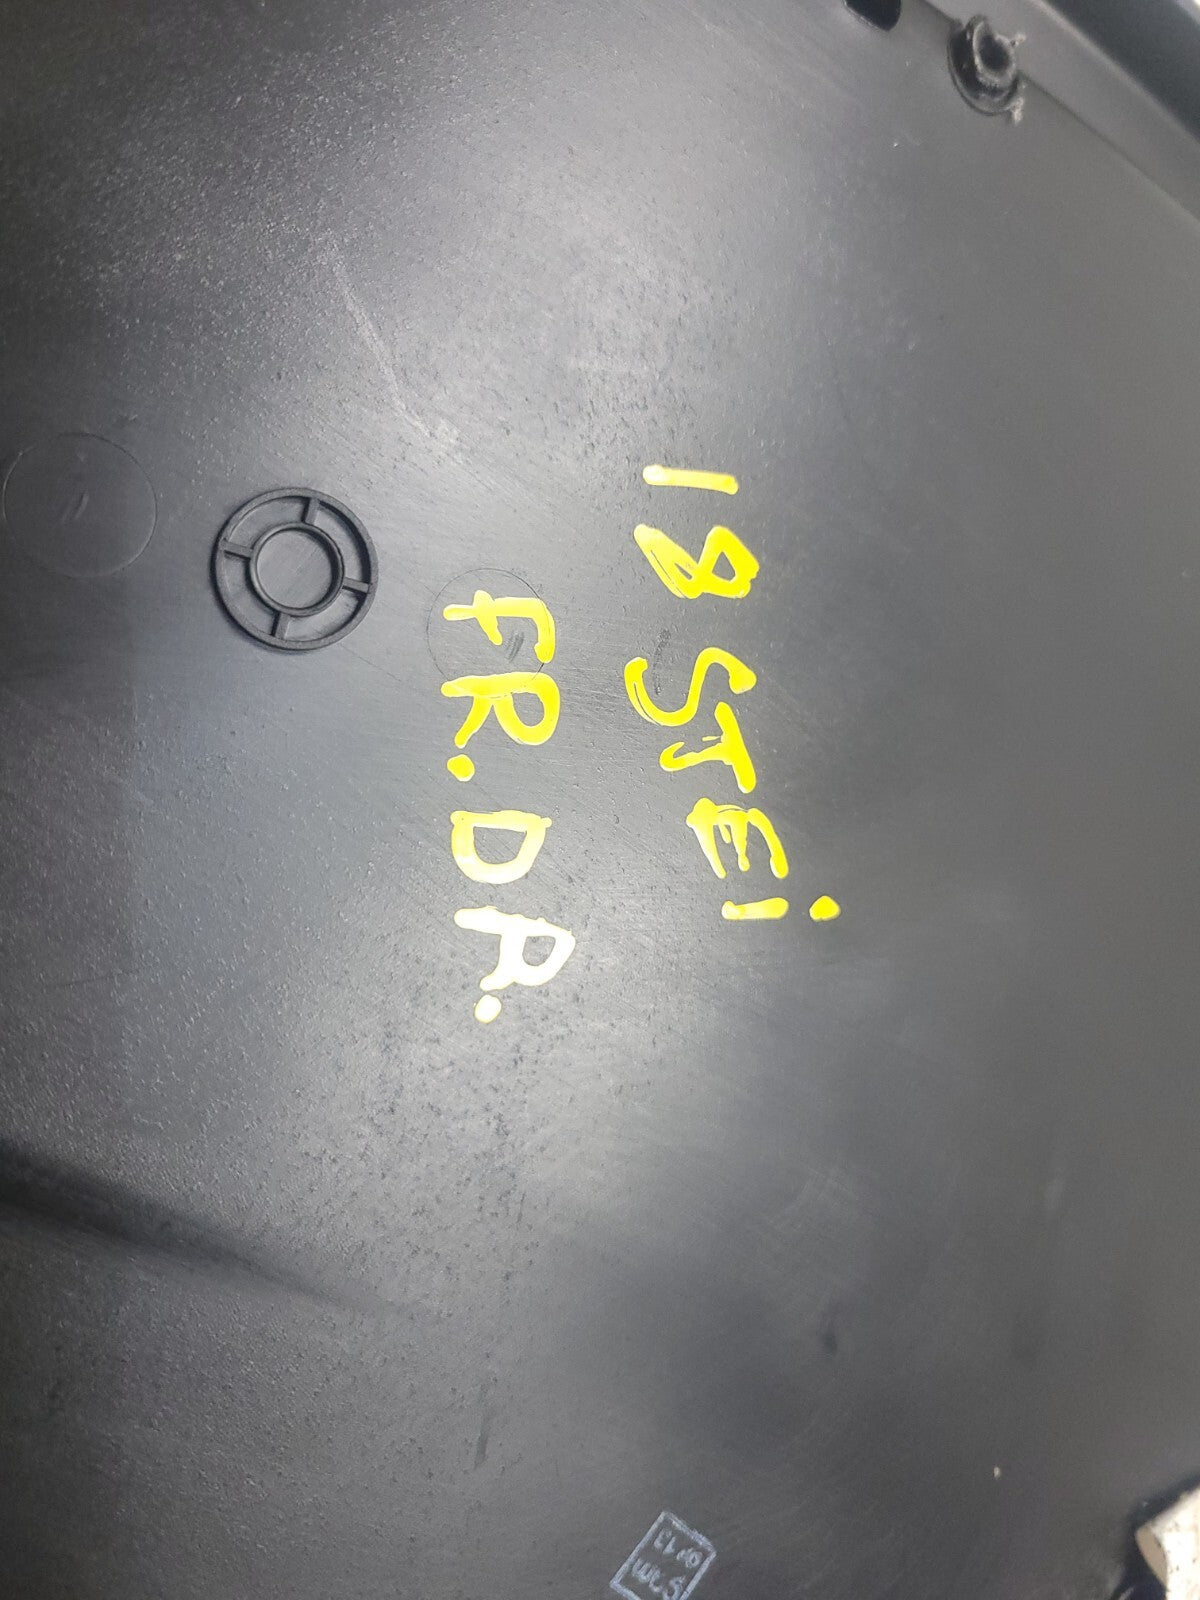 18 STEi
FR. DR.